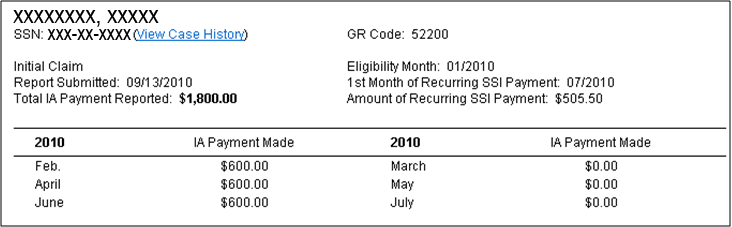 XXXXXXXX, XXXXX
SSN: XXX-XX-XXXX (View Case History) GR Code: 52200
Initial Claim Eligibility Month: 01/2010
Report Submitted: 09/13/2010 1st Month of Recurring SSI Payment: 07/2010
Total IA Payment Reported: $1,800.00 Amount of Recurring SSI Payment: $505.50
2010 IA Payment Made 2010 IA Payment Made
Feb. $600.00 March $0.00
April $600.00 May $0.00
June $600.00 July $0.00